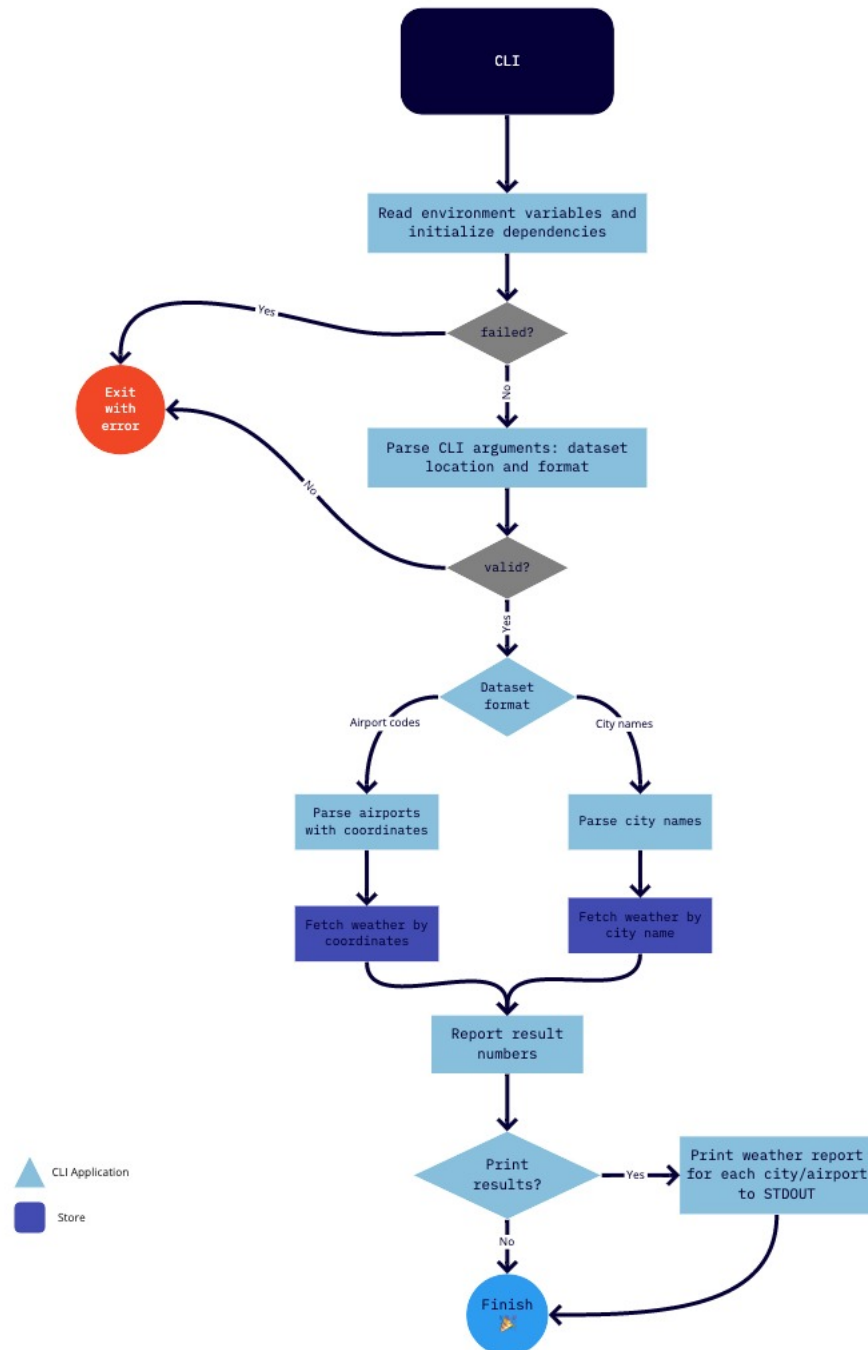 CLI
Read environment variables and
initialize dependencies
Yes
failed?
Exit
with
error
No
Parse CLI arguments: dataset
location and format
No
valid?
Yes
Dataset
format
Airport codes
City names
Parse airports
with coordinates
Parse city names
Fetch weather by
coordinates
Fetch weather by
city name
Report result
numbers
Print
results?
Yes
Print weather report
for each city/airport
to STDOUT
CLI Application
Store
No
Finish
🎉